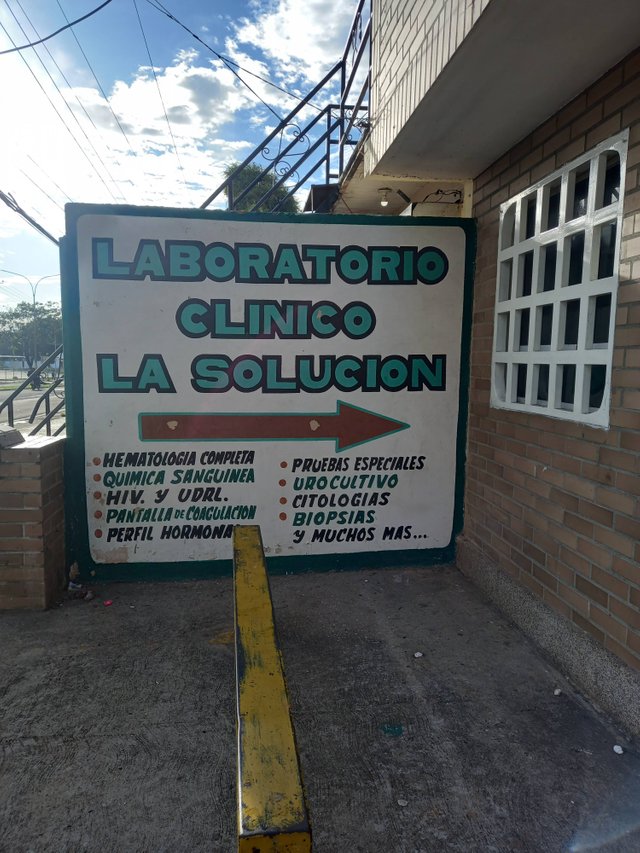 LABORATORIO
CLINICO
LA SOLUCION
HEMATOLOGIA COMPLETA
QUIMICA SANGUINEA
HIV. Y UDRL.
PANTALLA DE COAGULACION
PERFIL HORMONA
PRUEBAS ESPECIALES
UROCULTIVO
CITOLOGIAS
BIOPSIAS
Y MUCHOS MAS...